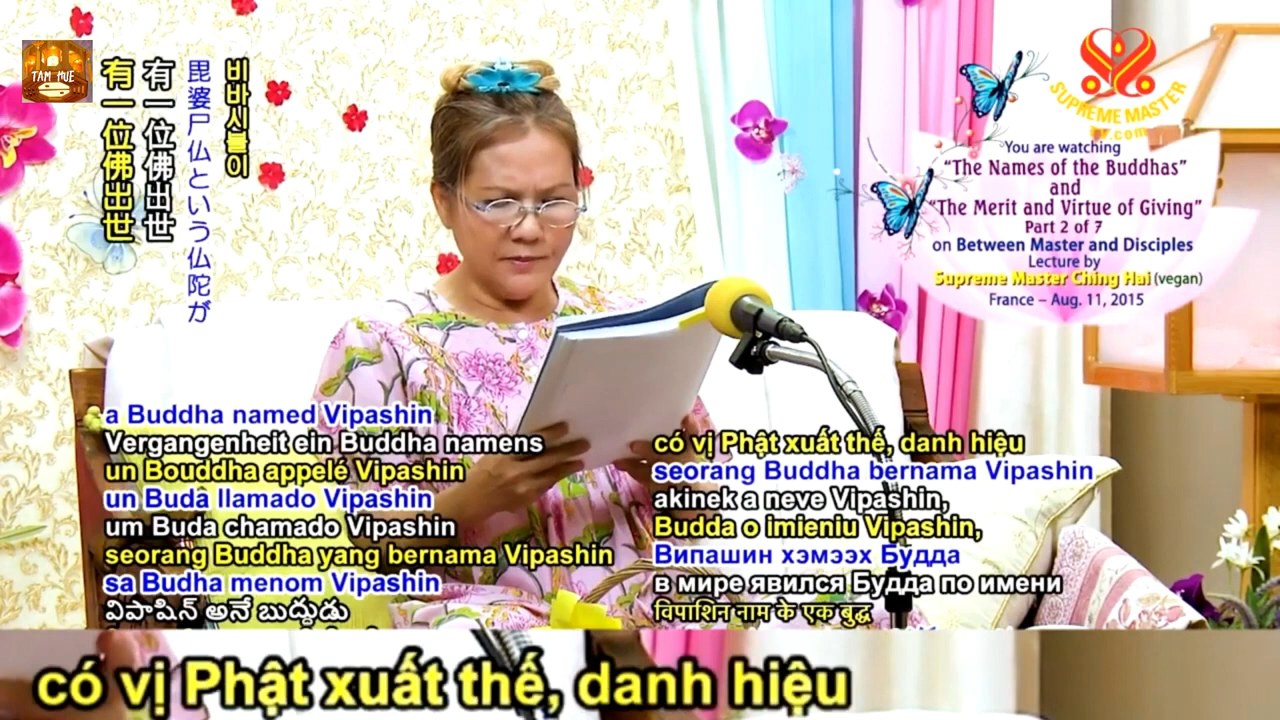 TAM HUE
有一位佛出世
有一位佛出世
毘婆尸仏という仏陀が
비바시불이
SUPREME MASTER
TV.com
You are watching
“The Names of the Buddhas”
and
“The Merit and Virtue of Giving”
Part 2 of 7
on Between Master and Disciples
Lecture by
Supreme Master Ching Hai (vegan)
France – Aug. 11, 2015
a Buddha named Vipashin
Vergangenheit ein Buddha namens
un Bouddha appelé Vipashin
un Budâ llamado Vipashin
um Buda chamado Vipashin
seorang Buddha yang bernama Vipashin
sa Budha menom Vipashin
విపాషిన్ అనే బుద్ధుడు
có vị Phật xuất thế, danh hiệu
seorang Buddha bernama Vipashin
akinek a neve Vipashin,
Budda o imieniu Vipashin,
Випашин хэмээх Будда
в мире явился Будда по имени
विपाशिन नाम के एक बुद्ध
có vị Phật xuất thế, danh hiệu